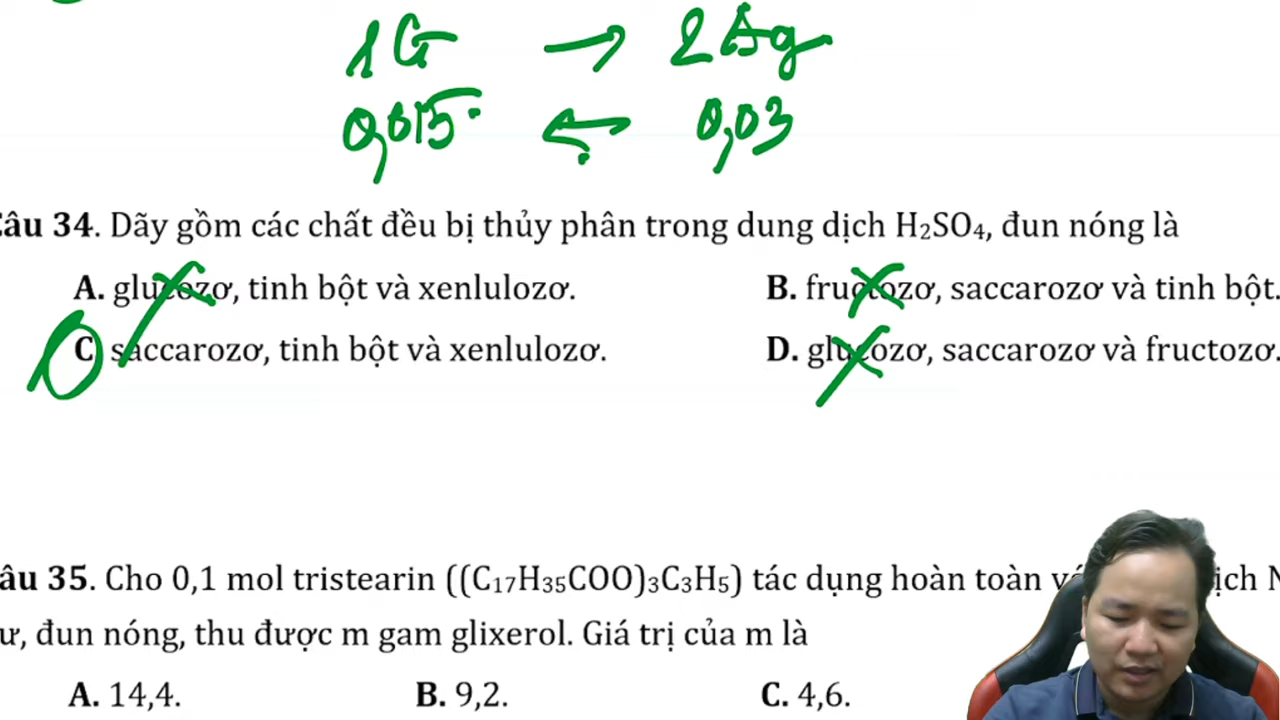 1G → 2Ag
0,015 ← 0,03
Câu 34. Dãy gồm các chất đều bị thủy phân trong dung dịch H₂SO₄, đun nóng là
A. glucozơ, tinh bột và xenlulozơ. B. fructozơ, saccarozơ và tinh bột.
C saccarozơ, tinh bột và xenlulozơ. D. glucozơ, saccarozơ và fructozơ.
âu 35. Cho 0,1 mol tristearin ((C₁₇H₃₅COO)₃C₃H₅) tác dụng hoàn toàn ịch N
ư, đun nóng, thu được m gam glixerol. Giá trị của m là
A. 14,4. B. 9,2. C. 4,6.